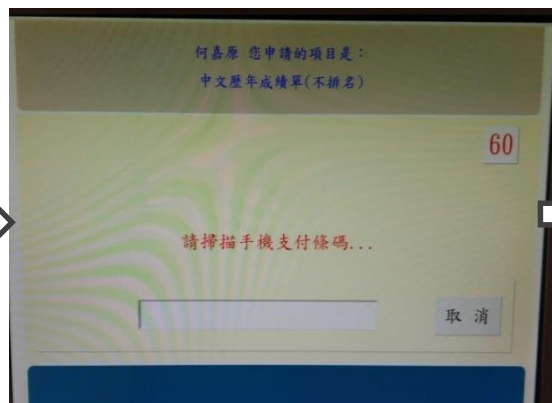 何嘉原 您申請的項目是：
中文歷年成績單(不排名)
60
請掃描手機支付條碼...
取 消